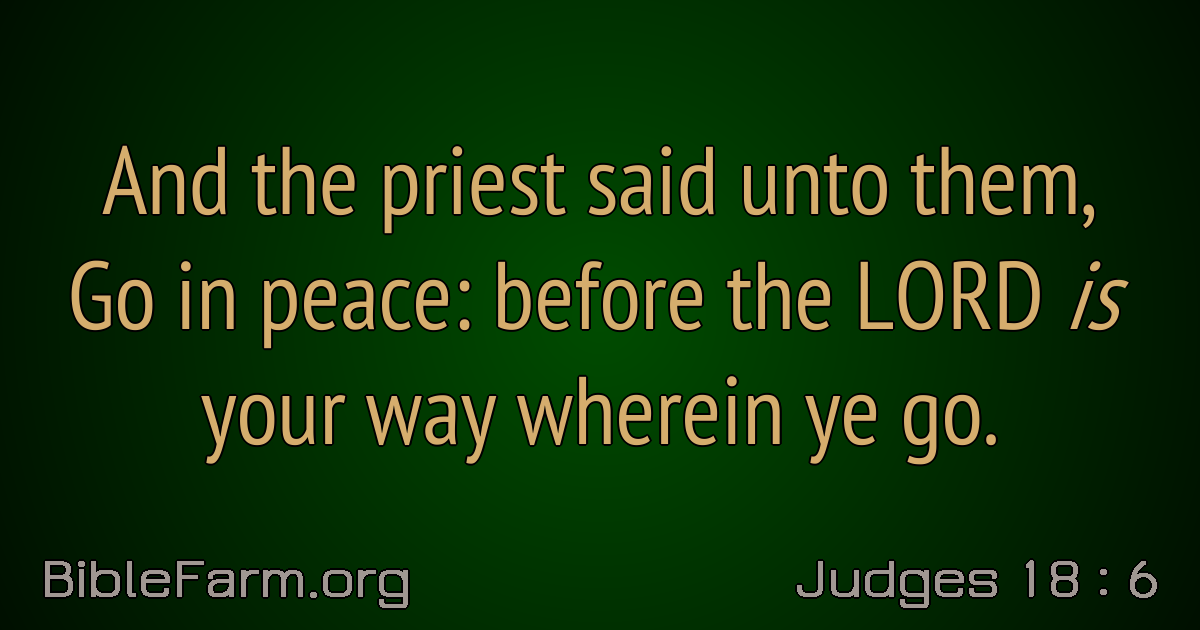 And the priest said unto them,
Go in peace: before the LORD is
your way wherein ye go.
BibleFarm.org
Judges 18 : 6